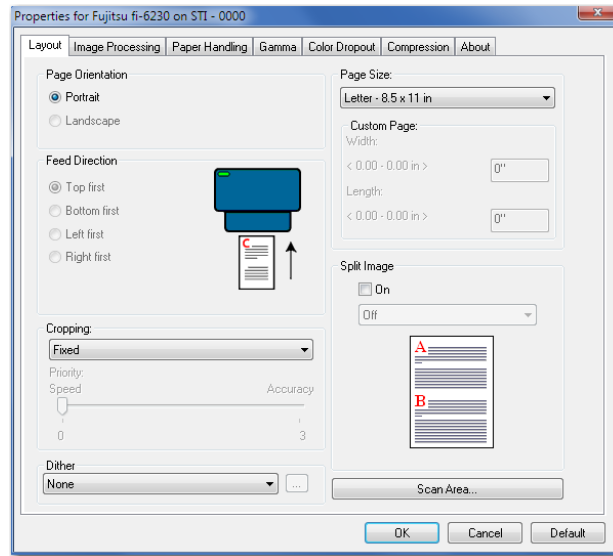 Properties for Fujitsu fi-6230 on STI - 0000
Layout Image Processing Paper Handling Gamma Color Dropout Compression About
Page Orientation
Portrait
Landscape
Feed Direction
Top first
Bottom first
Left first
Right first
C
Cropping:
Fixed
Priority:
Speed Accuracy
0 3
Dither
None
...
Page Size:
Letter - 8.5 x 11 in
Custom Page:
Width:
< 0.00 - 0.00 in > 0"
Length:
< 0.00 - 0.00 in > 0"
Split Image
On
Off
A
B
Scan Area...
OK Cancel Default